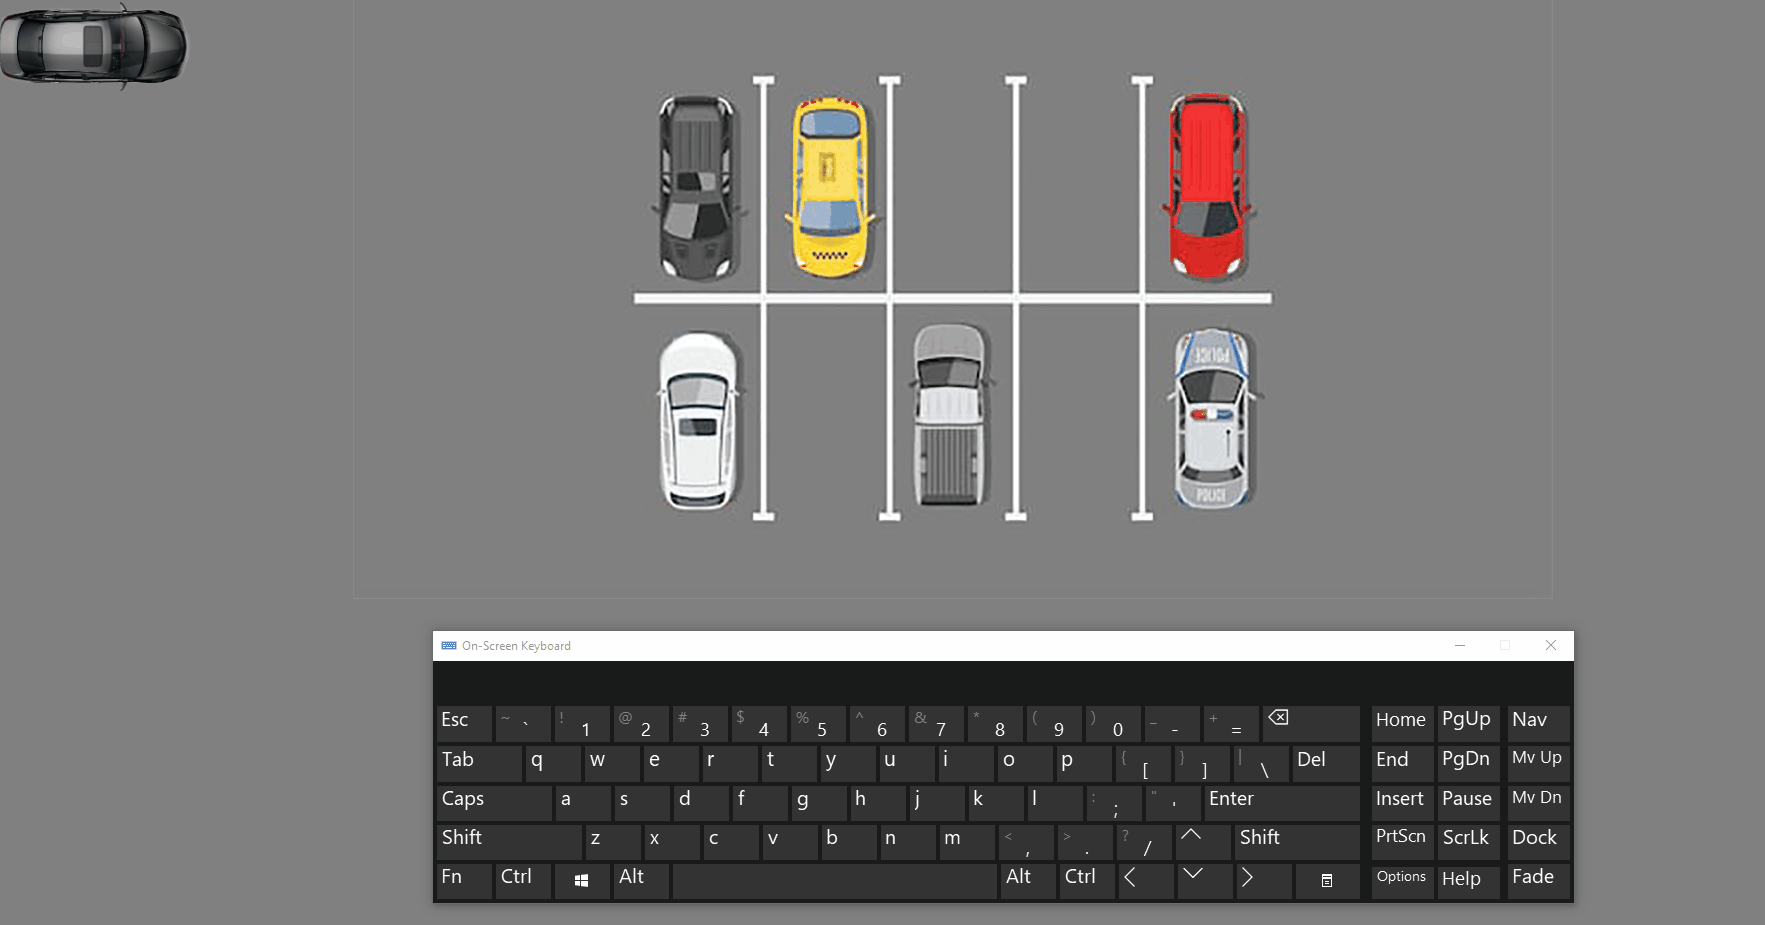 POLICE
POLICE
On-Screen Keyboard
Esc ~ ` ! 1 @ 2 # 3 $ 4 % 5 ^ 6 & 7 * 8 ( 9 ) 0 _ - + = Home PgUp Nav
Tab q w e r t y u i o p { [ } ] | \ Del End PgDn Mv Up
Caps a s d f g h j k l : ; " ' Enter Insert Pause Mv Dn
Shift z x c v b n m < , > . ? / Shift PrtScn ScrLk Dock
Fn Ctrl Alt Alt Ctrl Options Help Fade